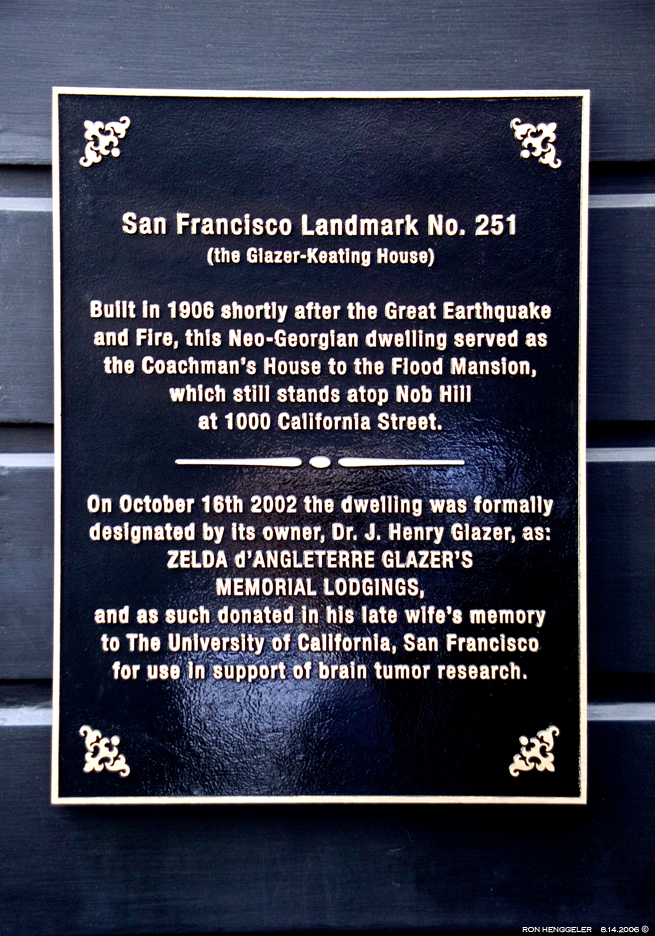 San Francisco Landmark No. 251
(the Glazer-Keating House)
Built in 1906 shortly after the Great Earthquake
and Fire, this Neo-Georgian dwelling served as
the Coachman's House to the Flood Mansion,
which still stands atop Nob Hill
at 1000 California Street.
On October 16th 2002 the dwelling was formally
designated by its owner, Dr. J. Henry Glazer, as:
ZELDA d'ANGLETERRE GLAZER'S
MEMORIAL LODGINGS,
and as such donated in his late wife's memory
to The University of California, San Francisco
for use in support of brain tumor research.
RON HENGGELER 8.14.2006 ©